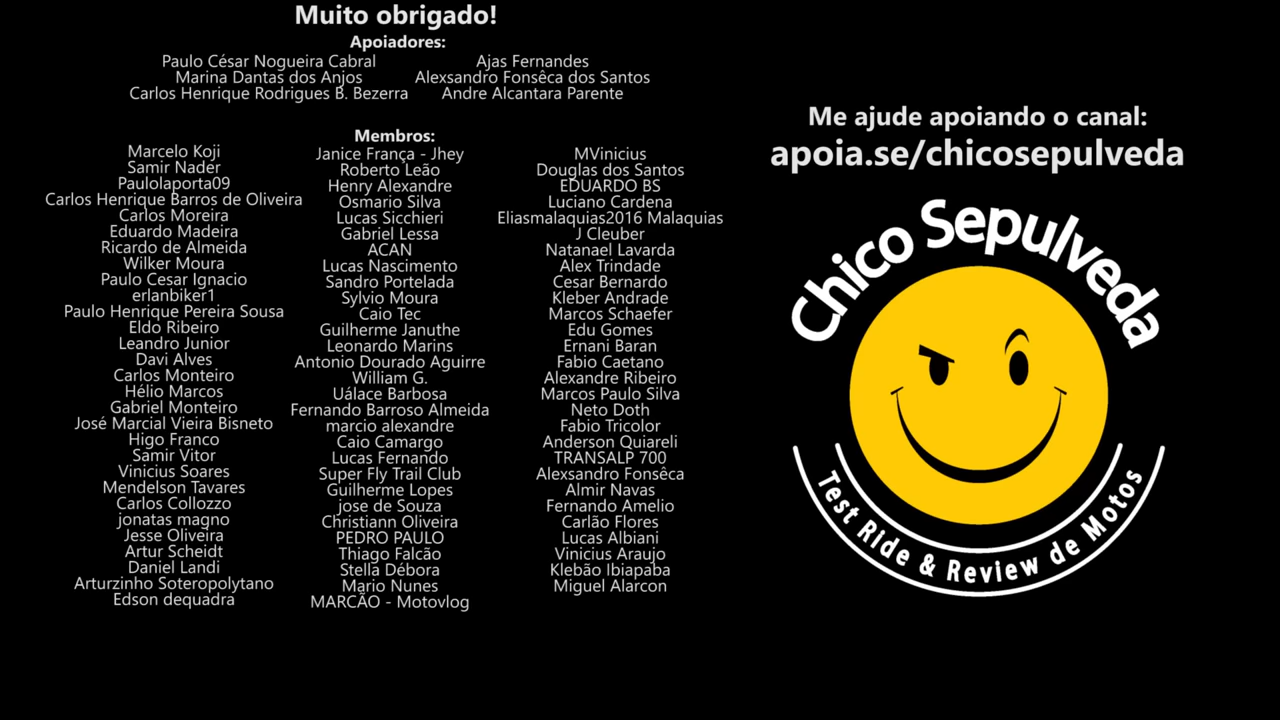 Muito obrigado!
Apoiadores:
Paulo César Nogueira Cabral
Marina Dantas dos Anjos
Carlos Henrique Rodrigues B. Bezerra
Ajas Fernandes
Alexsandro Fonsêca dos Santos
Andre Alcantara Parente
Membros:
Marcelo Koji
Samir Nader
Paulolaporta09
Carlos Henrique Barros de Oliveira
Carlos Moreira
Eduardo Madeira
Ricardo de Almeida
Wilker Moura
Paulo Cesar Ignacio
erlanbiker1
Paulo Henrique Pereira Sousa
Eldo Ribeiro
Leandro Junior
Davi Alves
Carlos Monteiro
Hélio Marcos
Gabriel Monteiro
José Marcial Vieira Bisneto
Higo Franco
Samir Vitor
Vinicius Soares
Mendelson Tavares
Carlos Collozzo
jonatas magno
Jesse Oliveira
Artur Scheidt
Daniel Landi
Arturzinho Soteropolytano
Edson dequadra
Janice França - Jhey
Roberto Leão
Henry Alexandre
Osmario Silva
Lucas Sicchieri
Gabriel Lessa
ACAN
Lucas Nascimento
Sandro Portelada
Sylvio Moura
Caio Tec
Guilherme Januthe
Leonardo Marins
Antonio Dourado Aguirre
William G.
Uálace Barbosa
Fernando Barroso Almeida
marcio alexandre
Caio Camargo
Lucas Fernando
Super Fly Trail Club
Guilherme Lopes
jose de Souza
Christiann Oliveira
PEDRO PAULO
Thiago Falcão
Stella Débora
Mario Nunes
MARCÃO - Motovlog
MVinicius
Douglas dos Santos
EDUARDO BS
Luciano Cardena
Eliasmalaquias2016 Malaquias
J Cleuber
Natanael Lavarda
Alex Trindade
Cesar Bernardo
Kleber Andrade
Marcos Schaefer
Edu Gomes
Ernani Baran
Fabio Caetano
Alexandre Ribeiro
Marcos Paulo Silva
Neto Doth
Fabio Tricolor
Anderson Quiareli
TRANSALP 700
Alexsandro Fonsêca
Almir Navas
Fernando Amelio
Carlão Flores
Lucas Albiani
Vinicius Araujo
Klebão Ibiapaba
Miguel Alarcon
Me ajude apoiando o canal:
apoia.se/chicosepulveda
Chico Sepulveda
Test Ride & Review de Motos